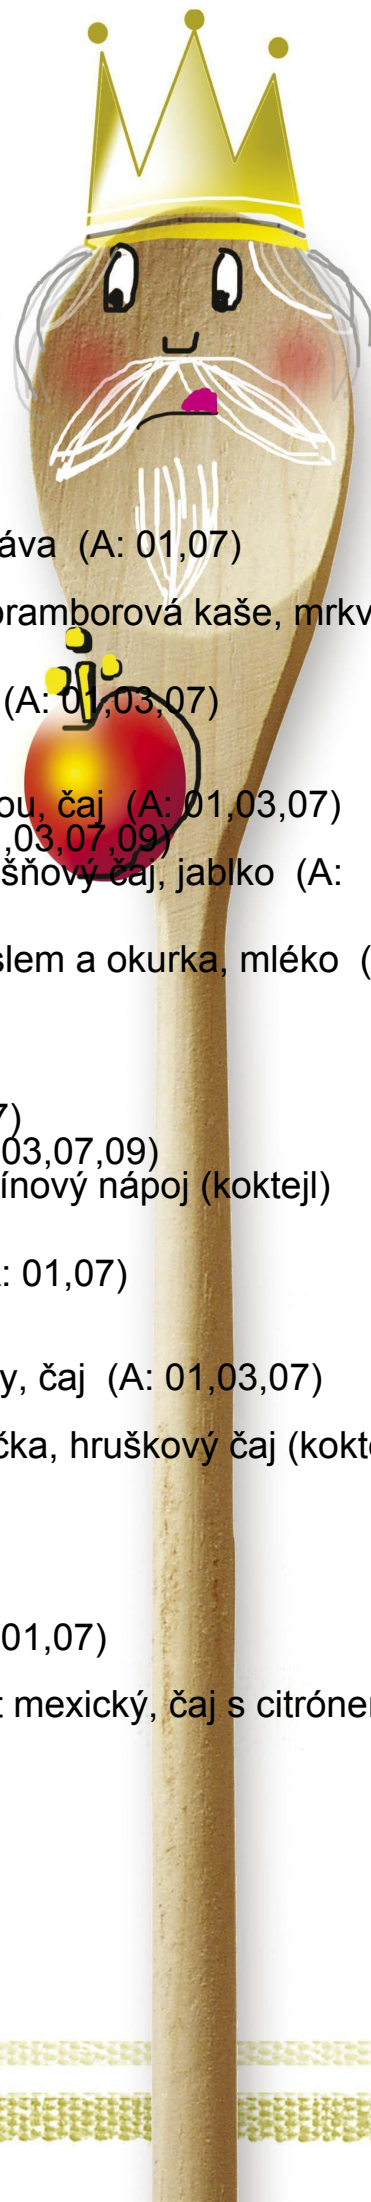 áva (A: 01,07)
bramborová kaše, mrkv
(A: 01,03,07)
ou, čaj (A: 01,03,07)
,03,07,09)
šňový čaj, jablko (A:
slem a okurka, mléko (
7)
03,07,09)
ínový nápoj (koktejl)
: 01,07)
y, čaj (A: 01,03,07)
čka, hruškový čaj (kokt
01,07)
t mexický, čaj s citróne